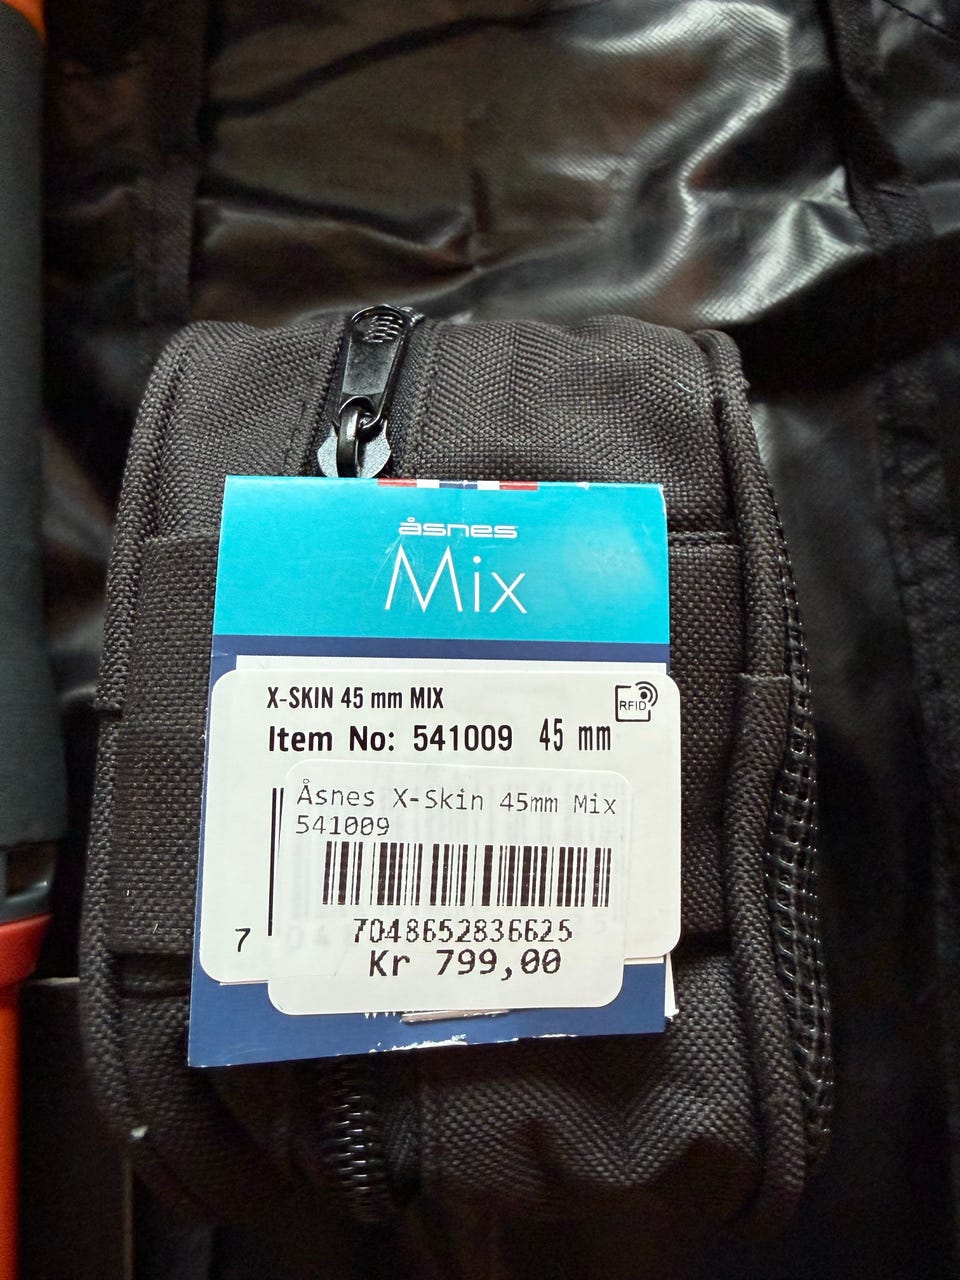 åsnes
Mix
X-SKIN 45 mm MIX
RFID
Item No: 541009 45 mm
Åsnes X-Skin 45mm Mix
541009
7048652836625
7
Kr 799,00